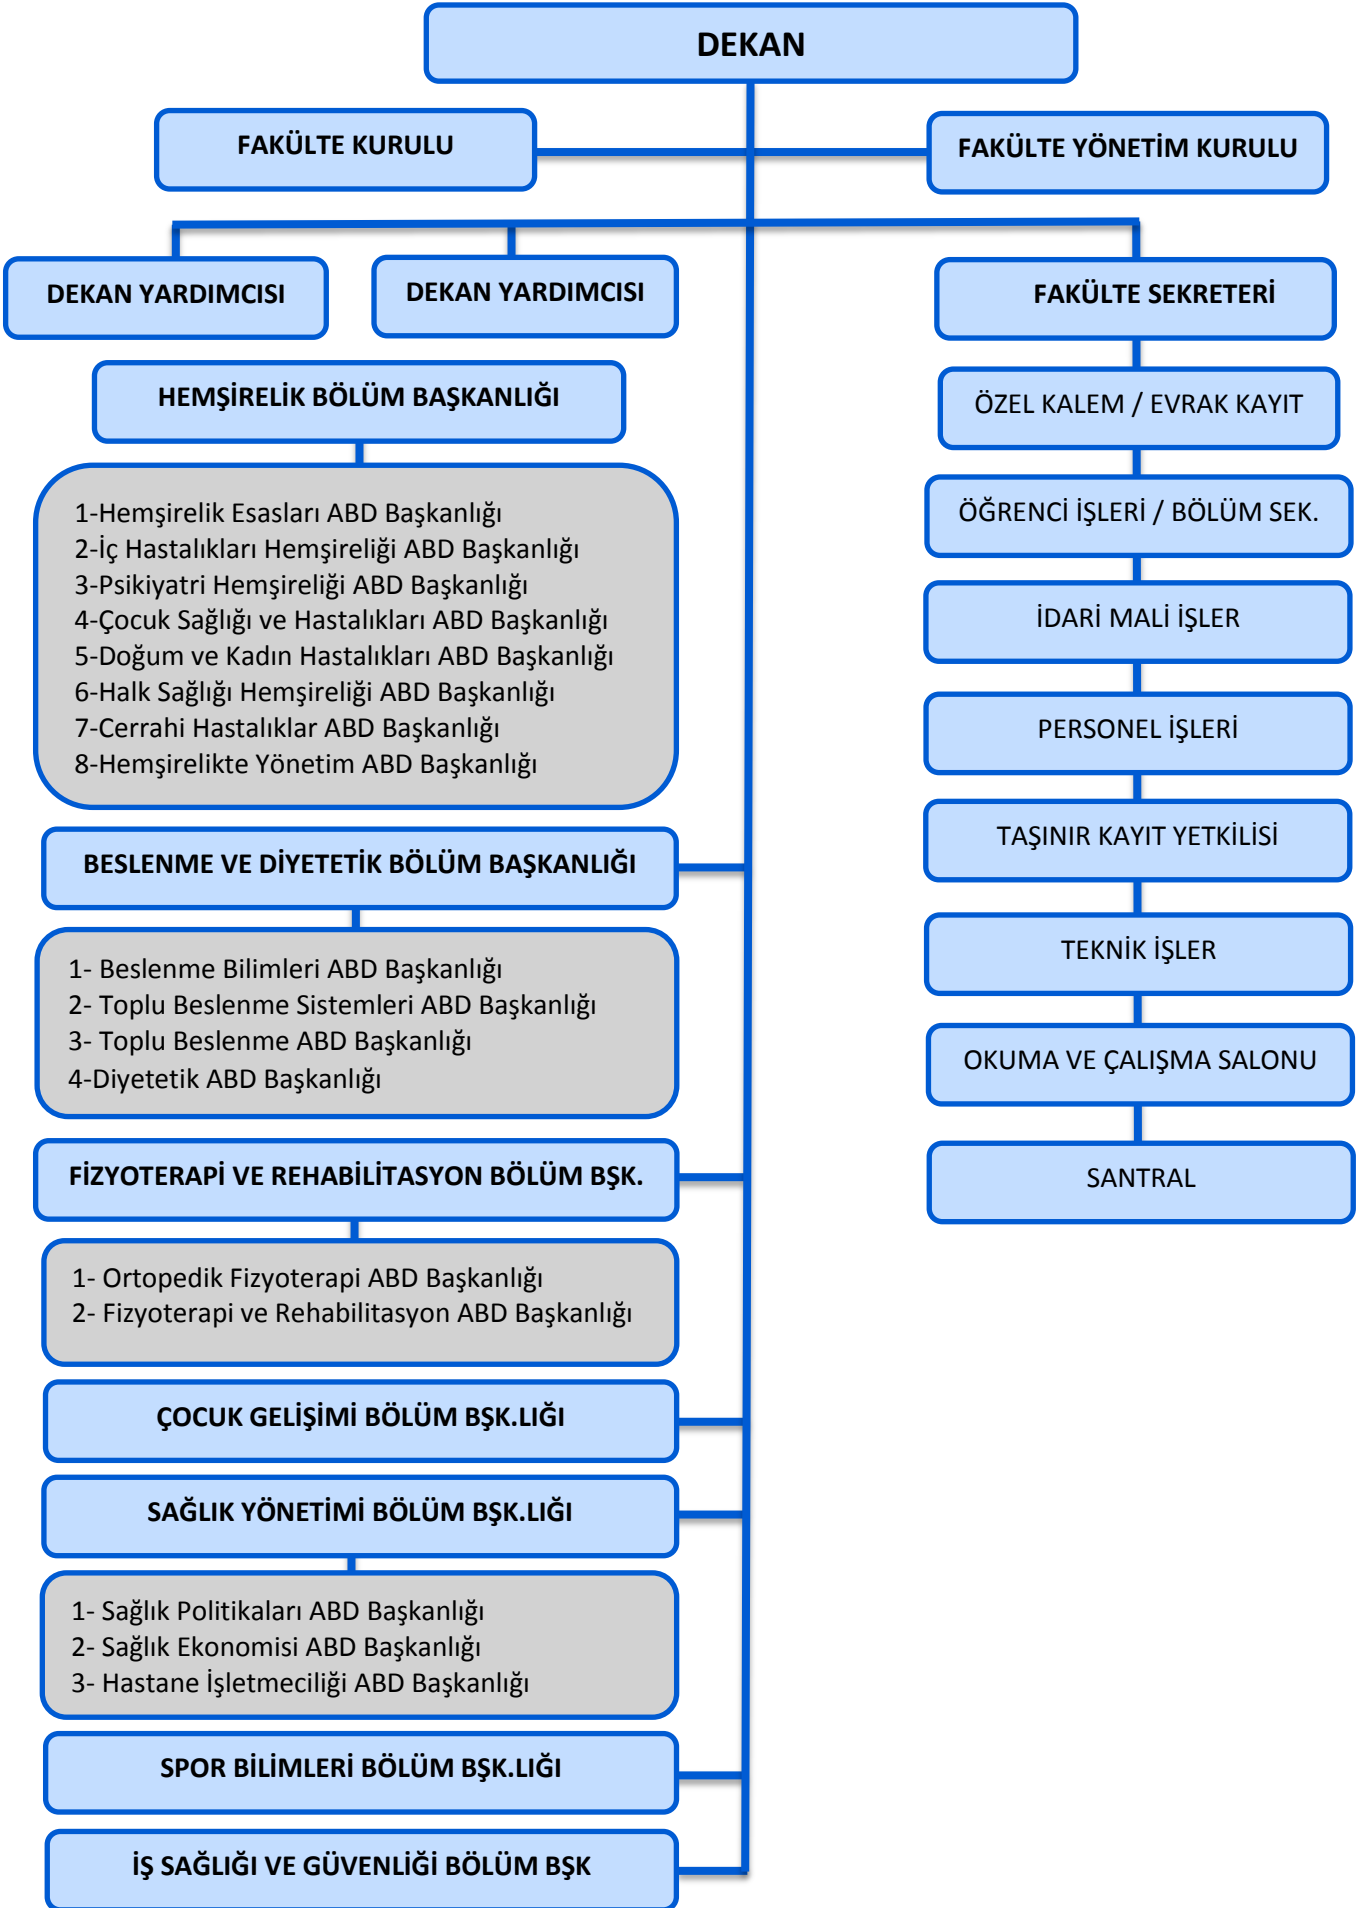 DEKAN
FAKÜLTE KURULU
FAKÜLTE YÖNETİM KURULU
DEKAN YARDIMCISI
DEKAN YARDIMCISI
FAKÜLTE SEKRETERİ
HEMŞİRELİK BÖLÜM BAŞKANLIĞI
1-Hemşirelik Esasları ABD Başkanlığı
2-İç Hastalıkları Hemşireliği ABD Başkanlığı
3-Psikiyatri Hemşireliği ABD Başkanlığı
4-Çocuk Sağlığı ve Hastalıkları ABD Başkanlığı
5-Doğum ve Kadın Hastalıkları ABD Başkanlığı
6-Halk Sağlığı Hemşireliği ABD Başkanlığı
7-Cerrahi Hastalıklar ABD Başkanlığı
8-Hemşirelikte Yönetim ABD Başkanlığı
BESLENME VE DİYETETİK BÖLÜM BAŞKANLIĞI
1- Beslenme Bilimleri ABD Başkanlığı
2- Toplu Beslenme Sistemleri ABD Başkanlığı
3- Toplu Beslenme ABD Başkanlığı
4-Diyetetik ABD Başkanlığı
FİZYOTERAPİ VE REHABİLİTASYON BÖLÜM BŞK.
1- Ortopedik Fizyoterapi ABD Başkanlığı
2- Fizyoterapi ve Rehabilitasyon ABD Başkanlığı
ÇOCUK GELİŞİMİ BÖLÜM BŞK.LIĞI
SAĞLIK YÖNETİMİ BÖLÜM BŞK.LIĞI
1- Sağlık Politikaları ABD Başkanlığı
2- Sağlık Ekonomisi ABD Başkanlığı
3- Hastane İşletmeciliği ABD Başkanlığı
SPOR BİLİMLERİ BÖLÜM BŞK.LIĞI
İŞ SAĞLIĞI VE GÜVENLİĞİ BÖLÜM BŞK
ÖZEL KALEM / EVRAK KAYIT
ÖĞRENCİ İŞLERİ / BÖLÜM SEK.
İDARİ MALİ İŞLER
PERSONEL İŞLERİ
TAŞINIR KAYIT YETKİLİSİ
TEKNİK İŞLER
OKUMA VE ÇALIŞMA SALONU
SANTRAL